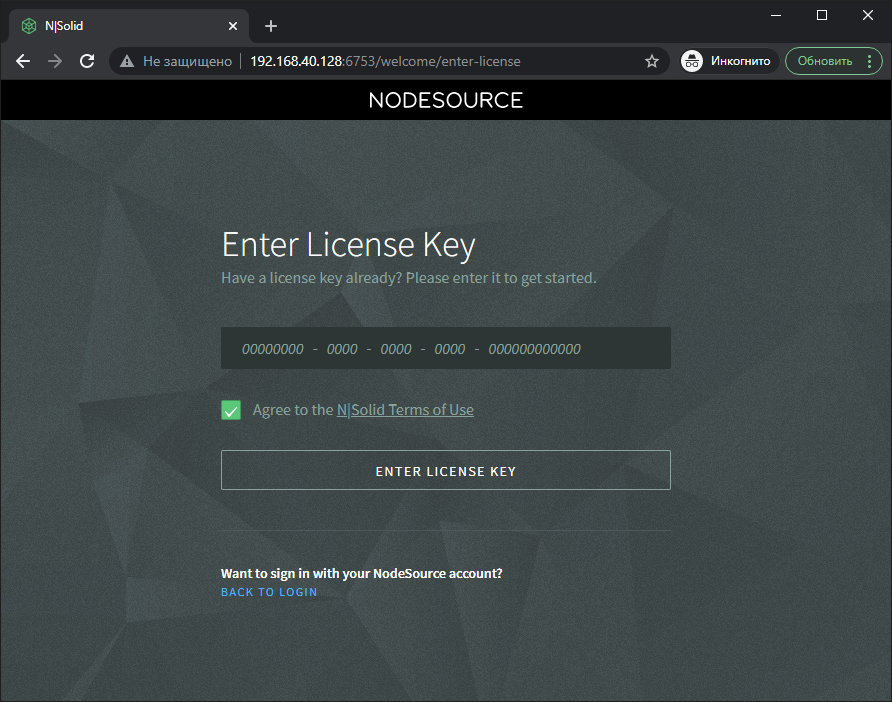 N|Solid
Не защищено
192.168.40.128:6753/welcome/enter-license
Инкогнито
Обновить
NODESOURCE
Enter License Key
Have a license key already? Please enter it to get started.
00000000 - 0000 - 0000 - 0000 - 000000000000
Agree to the N|Solid Terms of Use
ENTER LICENSE KEY
Want to sign in with your NodeSource account?
BACK TO LOGIN